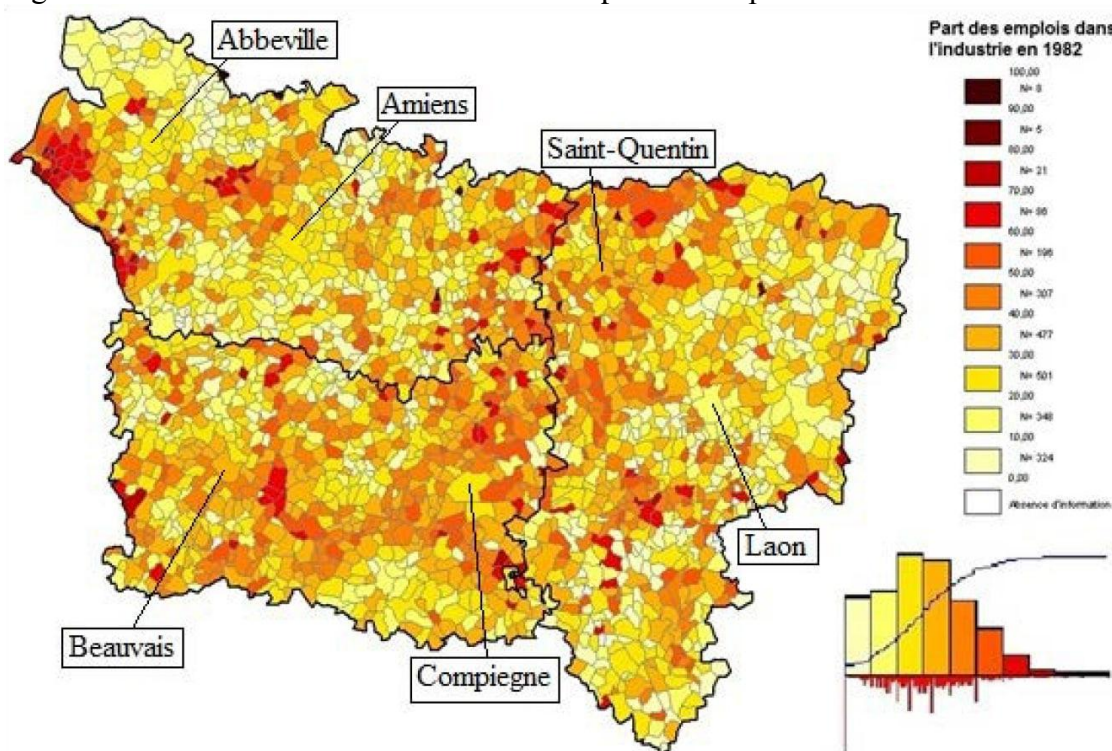 Abbeville
Amiens
Saint-Quentin
Laon
Compiegne
Beauvais
Part des emplois dans
l'industrie en 1982
100,00
N= 8
90,00
N= 5
80,00
N= 21
70,00
60,00
50,00
N= 307
40,00
N= 477
30,00
N= 501
20,00
N= 348
10,00
N= 324
0,00
Absence d'information